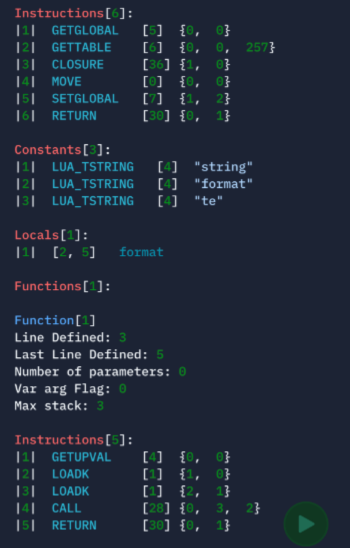 Instructions[6]:
|1| GETGLOBAL [5] {0, 0}
|2| GETTABLE [6] {0, 0, 257}
|3| CLOSURE [36] {1, 0}
|4| MOVE [0] {0, 0}
|5| SETGLOBAL [7] {1, 2}
|6| RETURN [30] {0, 1}
Constants[3]:
|1| LUA_TSTRING [4] "string"
|2| LUA_TSTRING [4] "format"
|3| LUA_TSTRING [4] "te"
Locals[1]:
|1| [2, 5] format
Functions[1]:
Function[1]
Line Defined: 3
Last Line Defined: 5
Number of parameters: 0
Var arg Flag: 0
Max stack: 3
Instructions[5]:
|1| GETUPVAL [4] {0, 0}
|2| LOADK [1] {1, 0}
|3| LOADK [1] {2, 1}
|4| CALL [28] {0, 3, 2}
|5| RETURN [30] {0, 1}